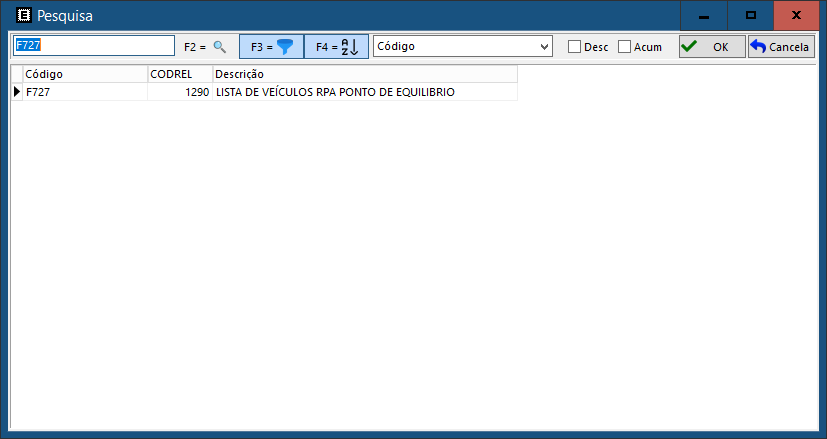 Pesquisa
F727 F2 = F3 = F4 = A Z Código Desc Acum OK Cancela
Código CODREL Descrição
F727 1290 LISTA DE VEÍCULOS RPA PONTO DE EQUILIBRIO